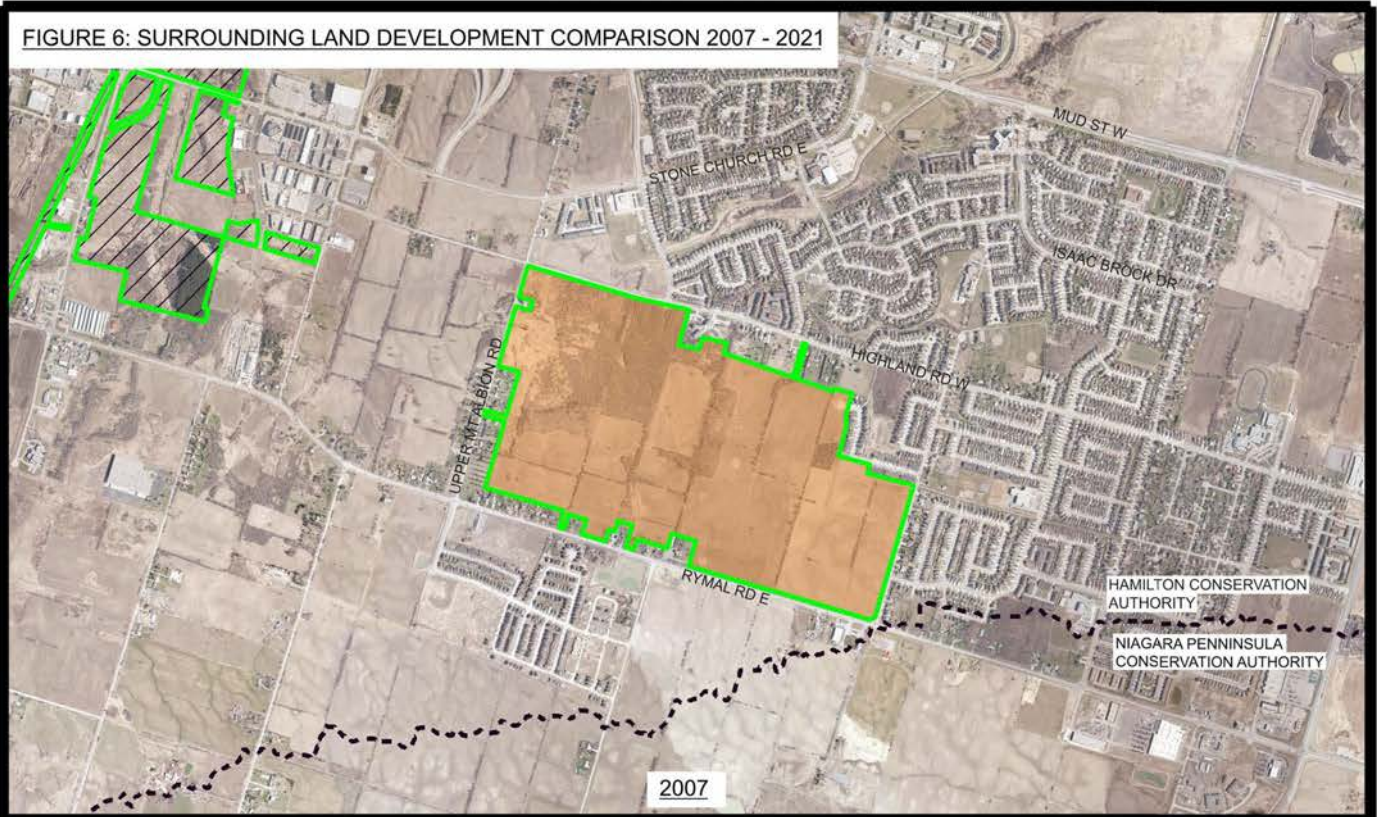 FIGURE 6: SURROUNDING LAND DEVELOPMENT COMPARISON 2007 - 2021
MUD ST W
STONE CHURCH RD E
ISAAC BROCK DR
UPPER MT ALBION RD
HIGHLAND RD W
RYMAL RD E
HAMILTON CONSERVATION
AUTHORITY
NIAGARA PENNINSULA
CONSERVATION AUTHORITY
2007